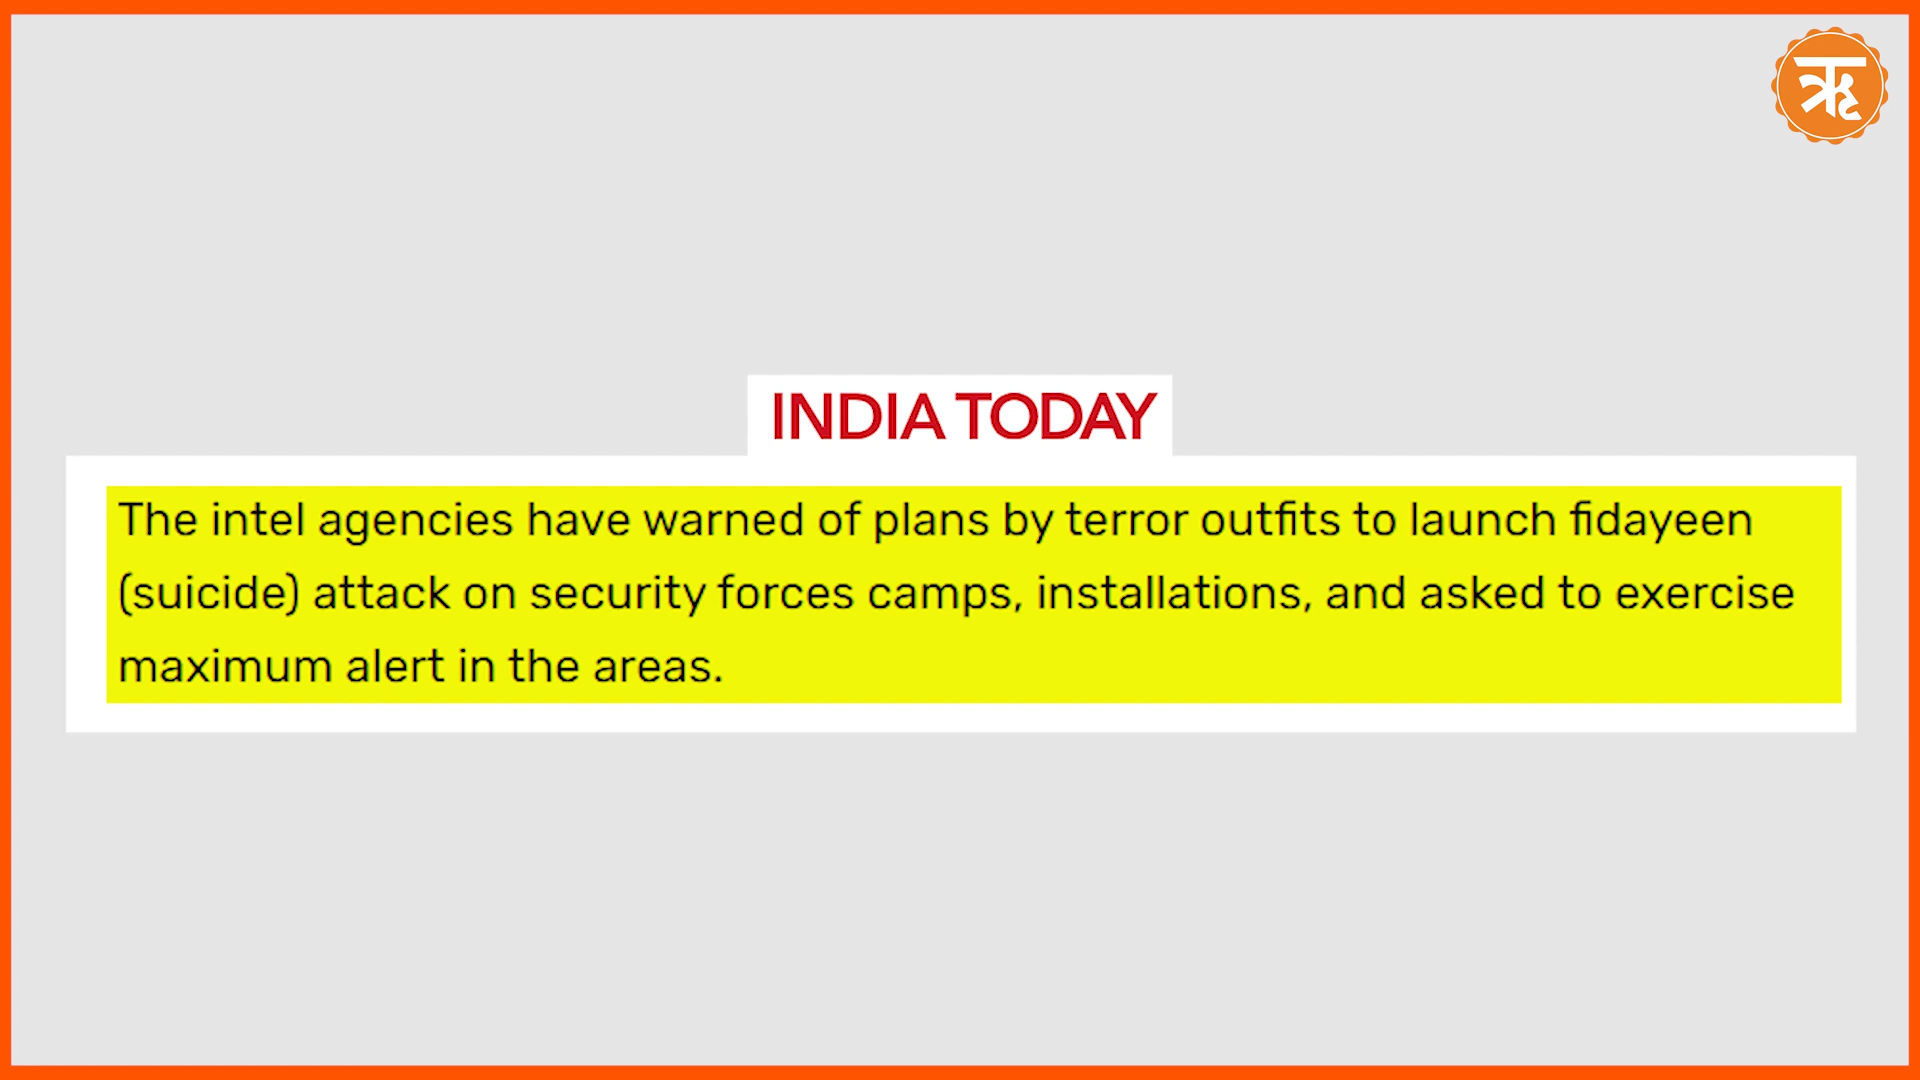 ऋ
INDIA TODAY
The intel agencies have warned of plans by terror outfits to launch fidayeen
(suicide) attack on security forces camps, installations, and asked to exercise
maximum alert in the areas.